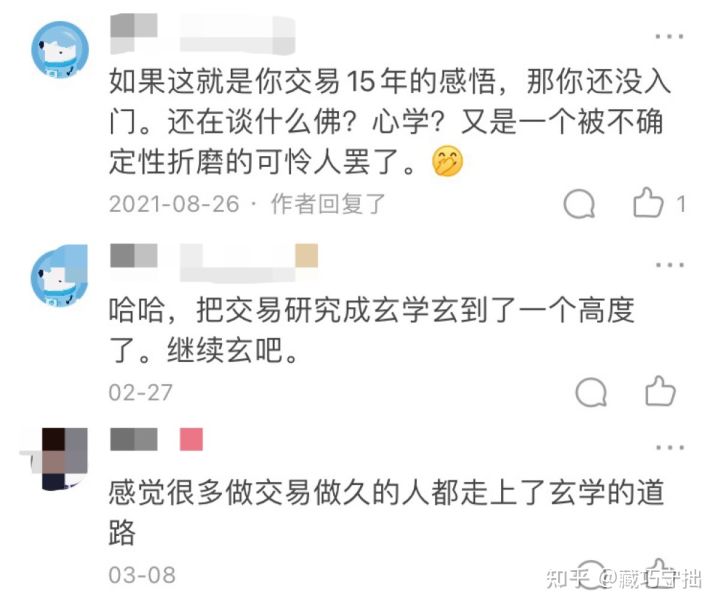 如果这就是你交易15年的感悟，那你还没入
门。还在谈什么佛？心学？又是一个被不确
定性折磨的可怜人罢了。🤭
2021-08-26 · 作者回复了
1
哈哈，把交易研究成玄学玄到了一个高度
了。继续玄吧。
02-27
感觉很多做交易做久的人都走上了玄学的道
路
03-08
知乎 @藏巧守拙